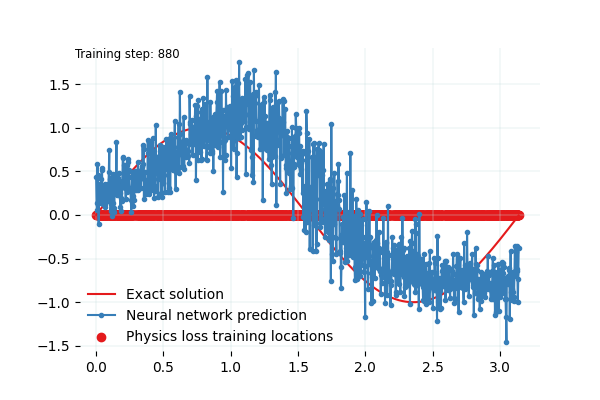 Training step: 880
1.5
1.0
0.5
0.0
−0.5
−1.0
−1.5
Exact solution
Neural network prediction
Physics loss training locations
0.0 0.5 1.0 1.5 2.0 2.5 3.0